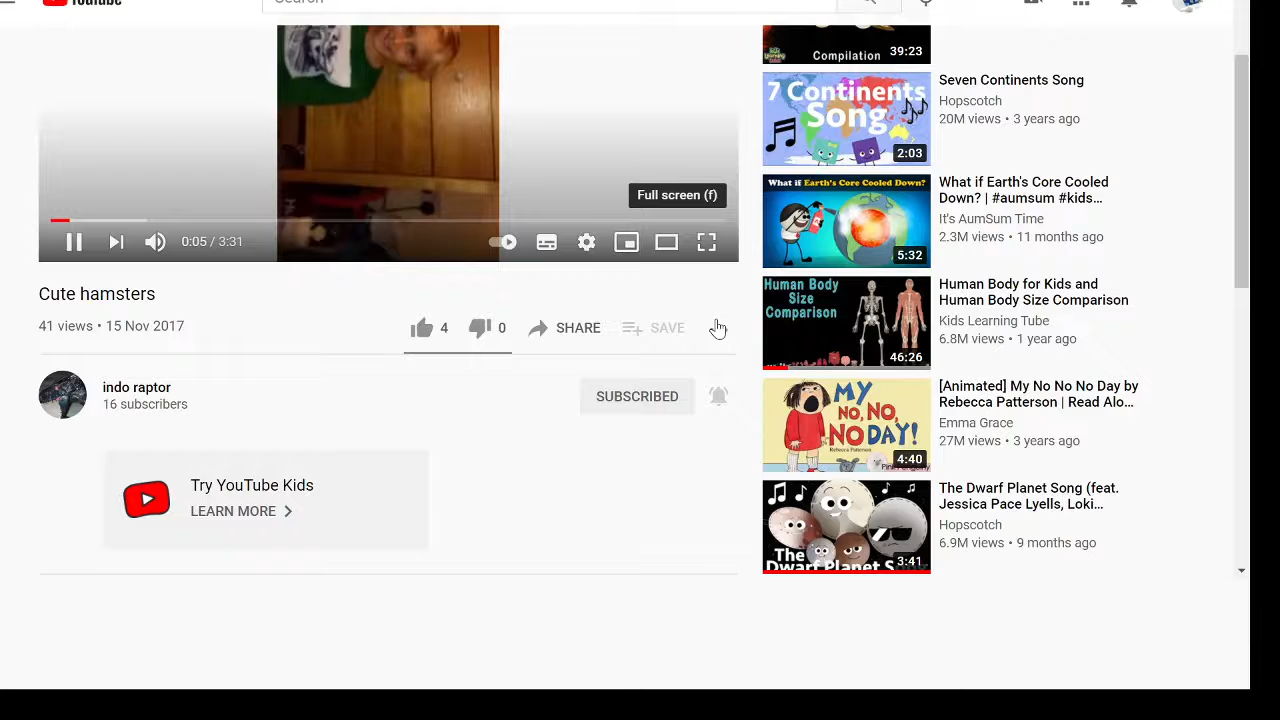 YouTube
Search
Full screen (f)
0:05 / 3:31
Cute hamsters
41 views • 15 Nov 2017
4
0
SHARE
SAVE
indo raptor
16 subscribers
SUBSCRIBED
Try YouTube Kids
LEARN MORE
Compilation
39:23
7 Continents
Song
2:03
Seven Continents Song
Hopscotch
20M views • 3 years ago
What if Earth's Core Cooled Down?
5:32
What if Earth's Core Cooled
Down? | #aumsum #kids...
It's AumSum Time
2.3M views • 11 months ago
Human Body
Size
Comparison
46:26
Human Body for Kids and
Human Body Size Comparison
Kids Learning Tube
6.8M views • 1 year ago
MY
NO, NO,
NO DAY!
Rebecca Patterson
4:40
[Animated] My No No No Day by
Rebecca Patterson | Read Alo...
Emma Grace
27M views • 3 years ago
The
Dwarf Planet S
3:41
The Dwarf Planet Song (feat.
Jessica Pace Lyells, Loki...
Hopscotch
6.9M views • 9 months ago